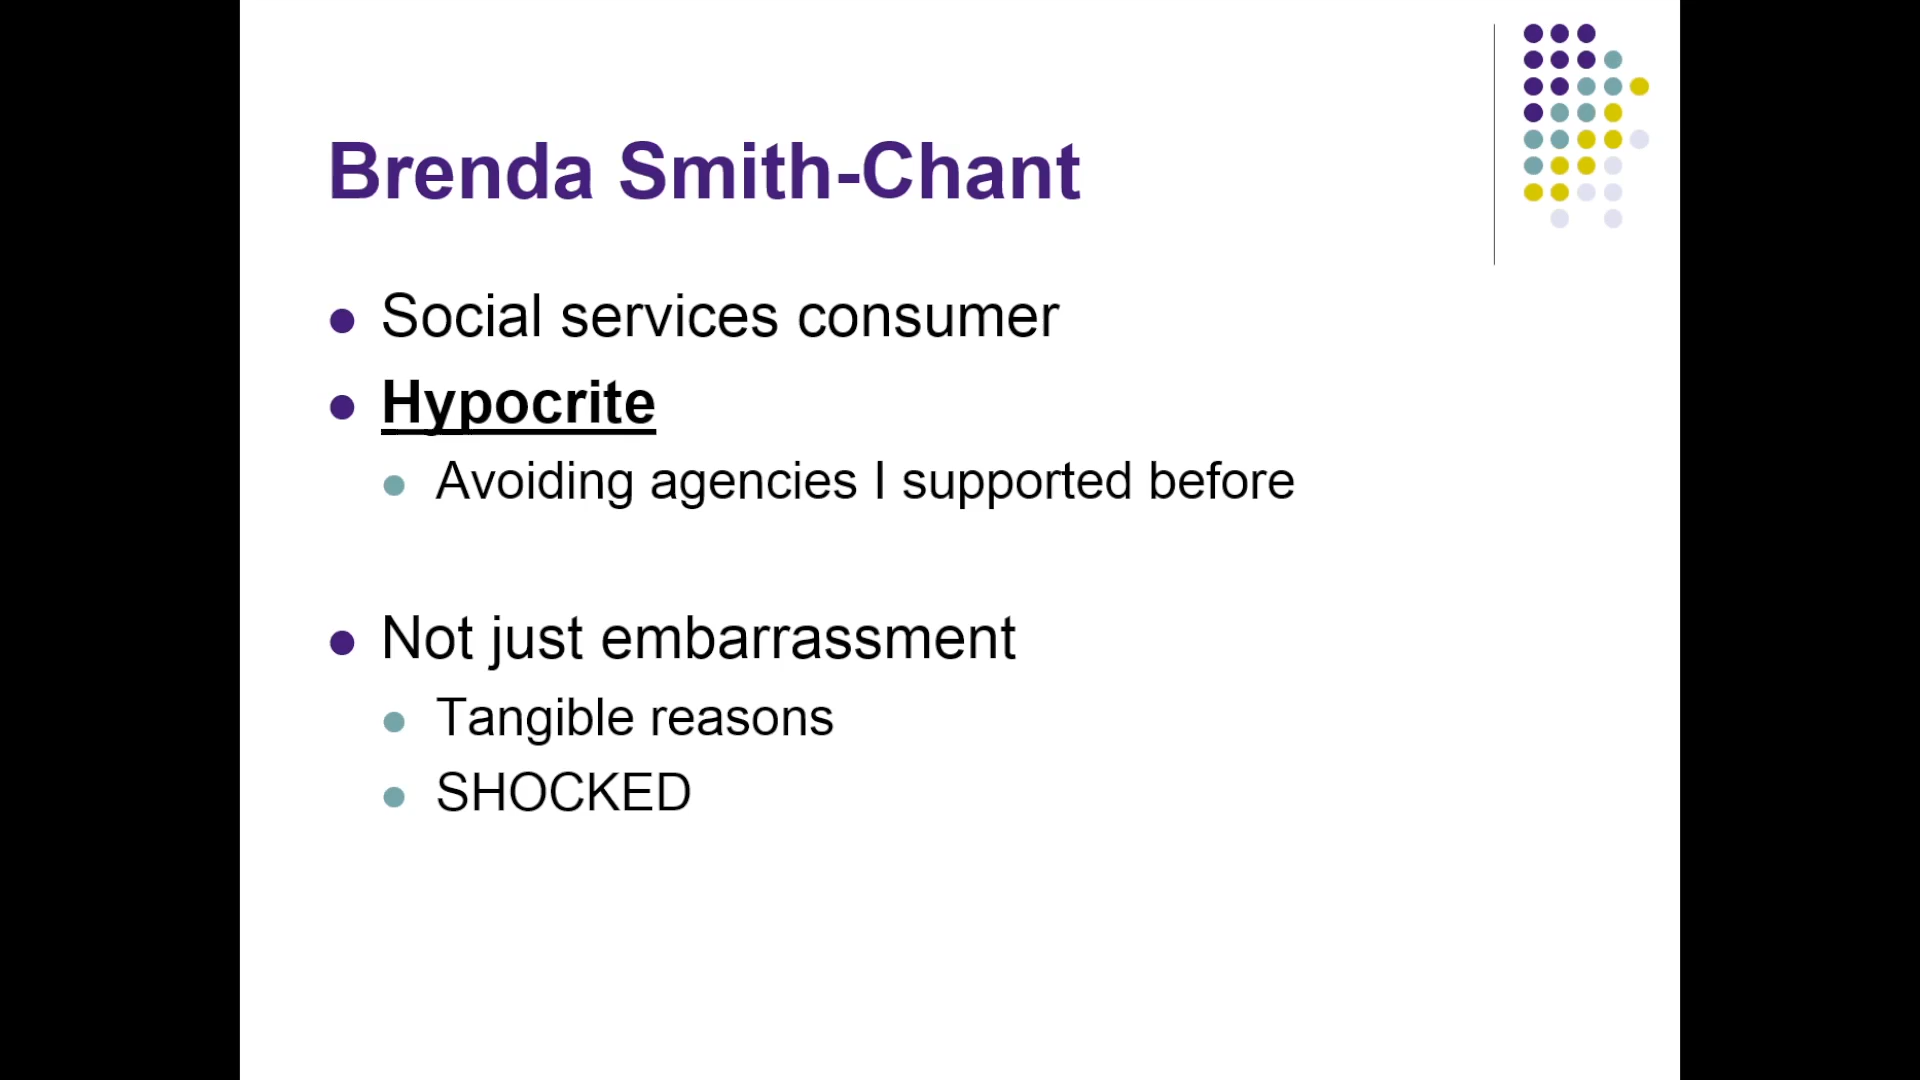 Brenda Smith-Chant
Social services consumer
Hypocrite
Avoiding agencies I supported before
Not just embarrassment
Tangible reasons
SHOCKED